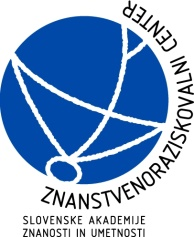 ZNANSTVENORAZISKOVALNI CENTER
SLOVENSKE AKADEMIJE
ZNANOSTI IN UMETNOSTI